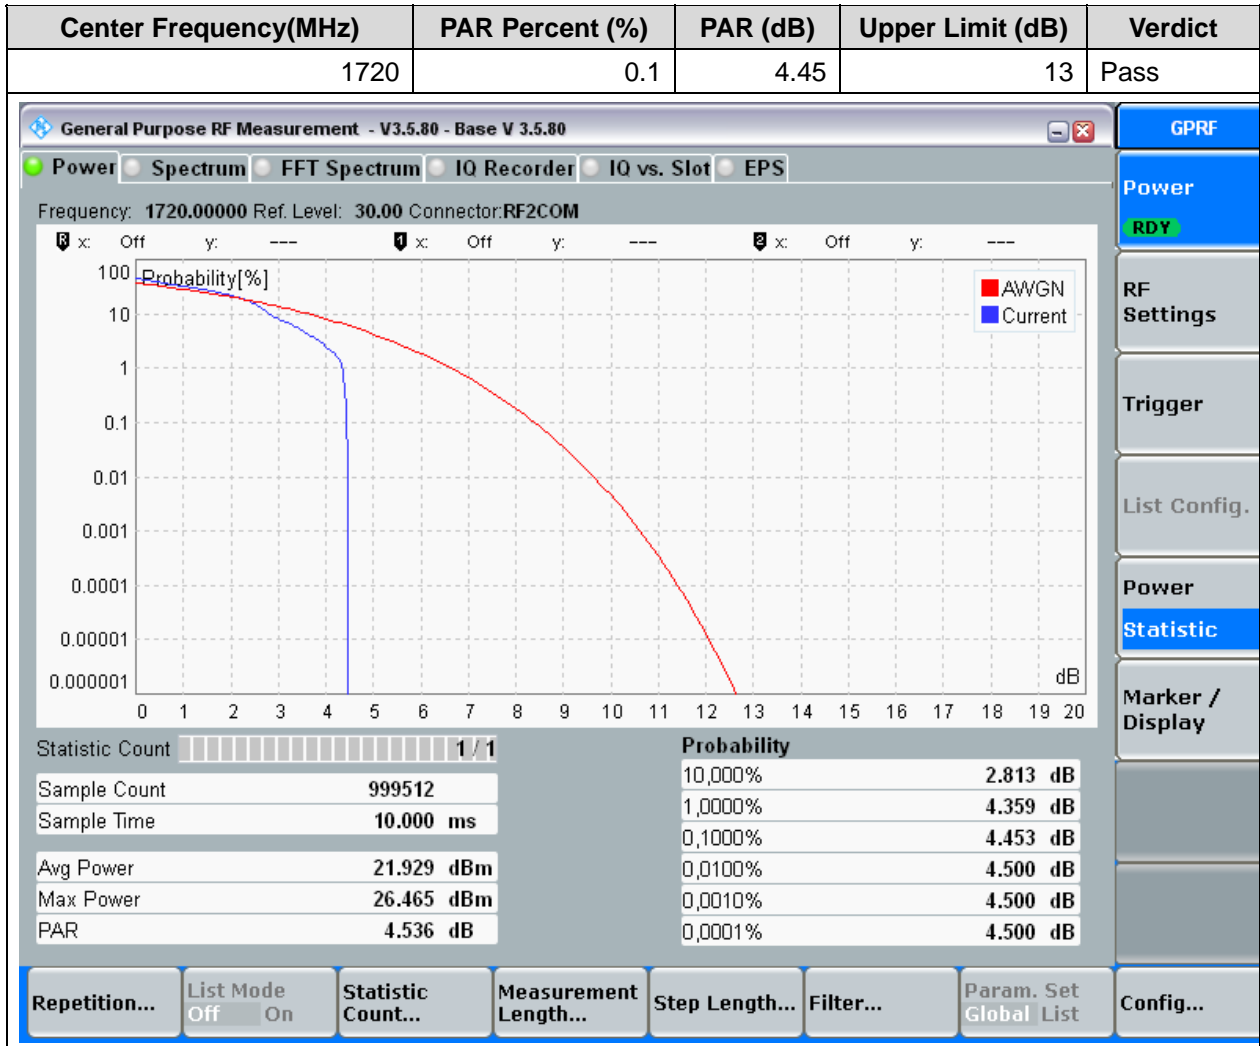 Center Frequency(MHz) PAR Percent (%) PAR (dB) Upper Limit (dB) Verdict
1720 0.1 4.45 13 Pass
General Purpose RF Measurement - V3.5.80 - Base V 3.5.80
GPRF
Power Spectrum FFT Spectrum IQ Recorder IQ vs. Slot EPS
Power
RDY
Frequency: 1720.00000 Ref. Level: 30.00 Connector:RF2COM
R x: Off y: --- 1 x: Off y: --- 2 x: Off y: ---
100 Probability[%]
AWGN
Current
10
1
0.1
0.01
0.001
0.0001
0.00001
0.000001
dB
0 1 2 3 4 5 6 7 8 9 10 11 12 13 14 15 16 17 18 19 20
RF
Settings
Trigger
List Config.
Power
Statistic
Marker /
Display
Statistic Count 1 / 1
Sample Count 999512
Sample Time 10.000 ms
Avg Power 21.929 dBm
Max Power 26.465 dBm
PAR 4.536 dB
Probability
10,000% 2.813 dB
1,0000% 4.359 dB
0,1000% 4.453 dB
0,0100% 4.500 dB
0,0010% 4.500 dB
0,0001% 4.500 dB
Repetition...
List Mode
Off On
Statistic
Count...
Measurement
Length...
Step Length...
Filter...
Param. Set
Global List
Config...